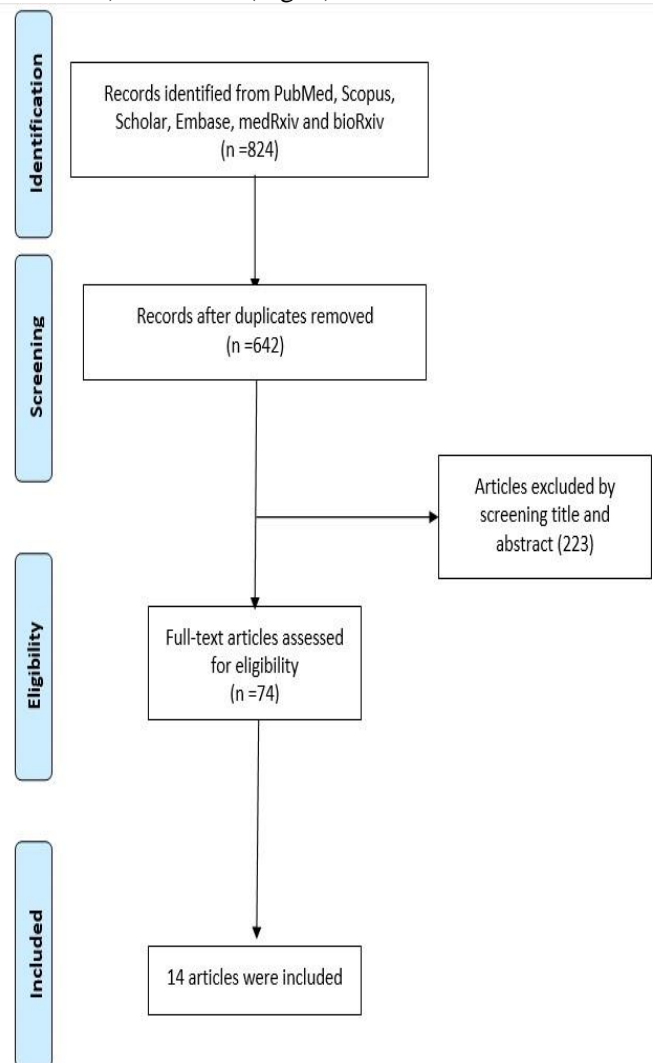 Identification
Records identified from PubMed, Scopus,
Scholar, Embase, medRxiv and bioRxiv
(n =824)
Screening
Records after duplicates removed
(n =642)
Articles excluded by
screening title and
abstract (223)
Eligibility
Full-text articles assessed
for eligibility
(n =74)
Included
14 articles were included